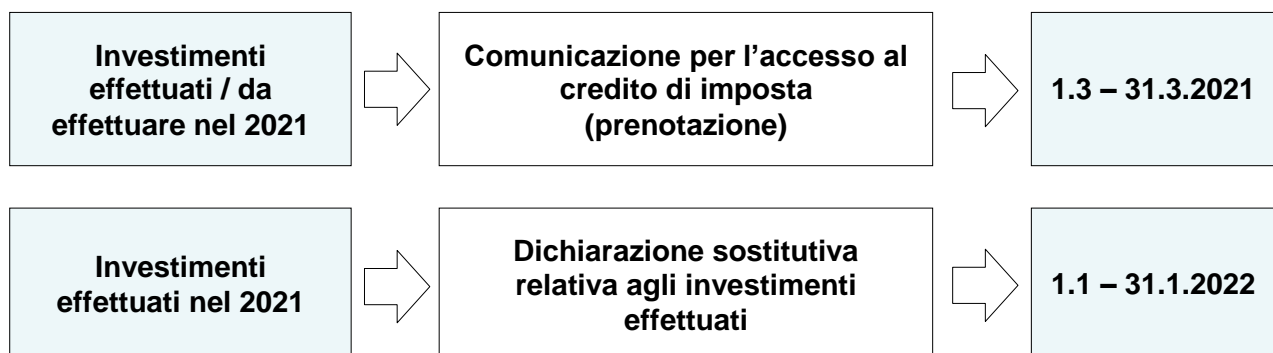 Investimenti
effettuati / da
effettuare nel 2021
Comunicazione per l’accesso al
credito di imposta
(prenotazione)
1.3 – 31.3.2021
Investimenti
effettuati nel 2021
Dichiarazione sostitutiva
relativa agli investimenti
effettuati
1.1 – 31.1.2022